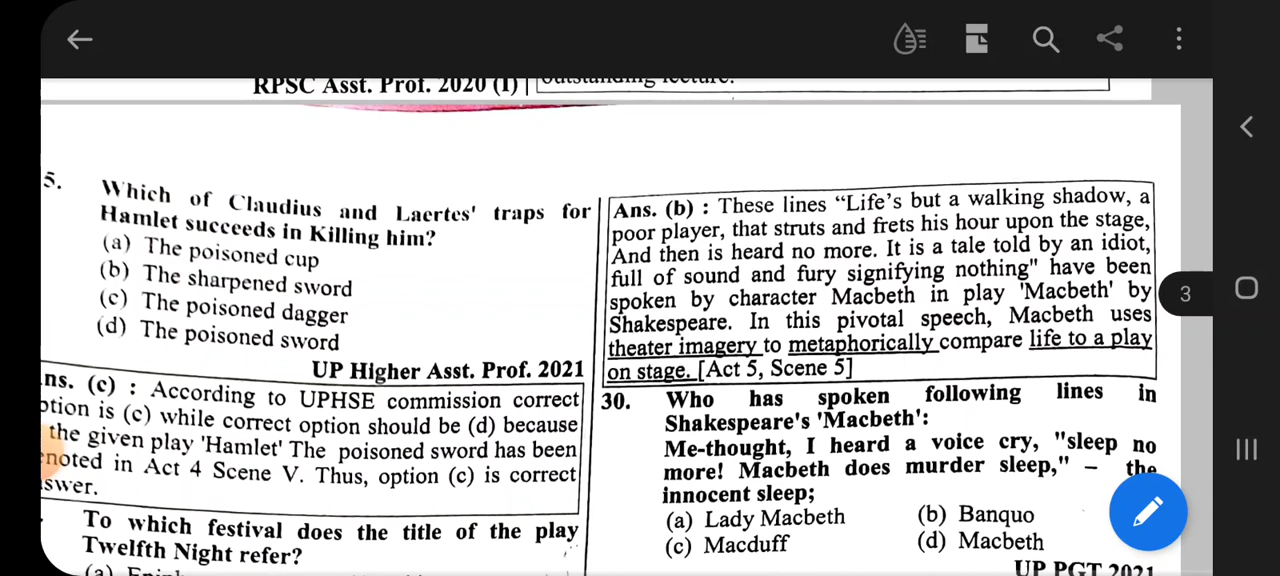 RPSC Asst. Prof. 2020 (I)
outstanding lecture.
5. Which of Claudius and Laertes' traps for
Hamlet succeeds in Killing him?
(a) The poisoned cup
(b) The sharpened sword
(c) The poisoned dagger
(d) The poisoned sword
UP Higher Asst. Prof. 2021
ns. (c) : According to UPHSE commission correct
ption is (c) while correct option should be (d) because
the given play 'Hamlet' The poisoned sword has been
enoted in Act 4 Scene V. Thus, option (c) is correct
swer.
To which festival does the title of the play
Twelfth Night refer?
(a)
Ans. (b) : These lines "Life's but a walking shadow, a
poor player, that struts and frets his hour upon the stage,
And then is heard no more. It is a tale told by an idiot,
full of sound and fury signifying nothing" have been
spoken by character Macbeth in play 'Macbeth' by
Shakespeare. In this pivotal speech, Macbeth uses
theater imagery to metaphorically compare life to a play
on stage. [Act 5, Scene 5]
30. Who has spoken following lines in
Shakespeare's 'Macbeth':
Me-thought, I heard a voice cry, "sleep no
more! Macbeth does murder sleep," – the
innocent sleep;
(a) Lady Macbeth (b) Banquo
(c) Macduff (d) Macbeth
UP PGT 2021
3